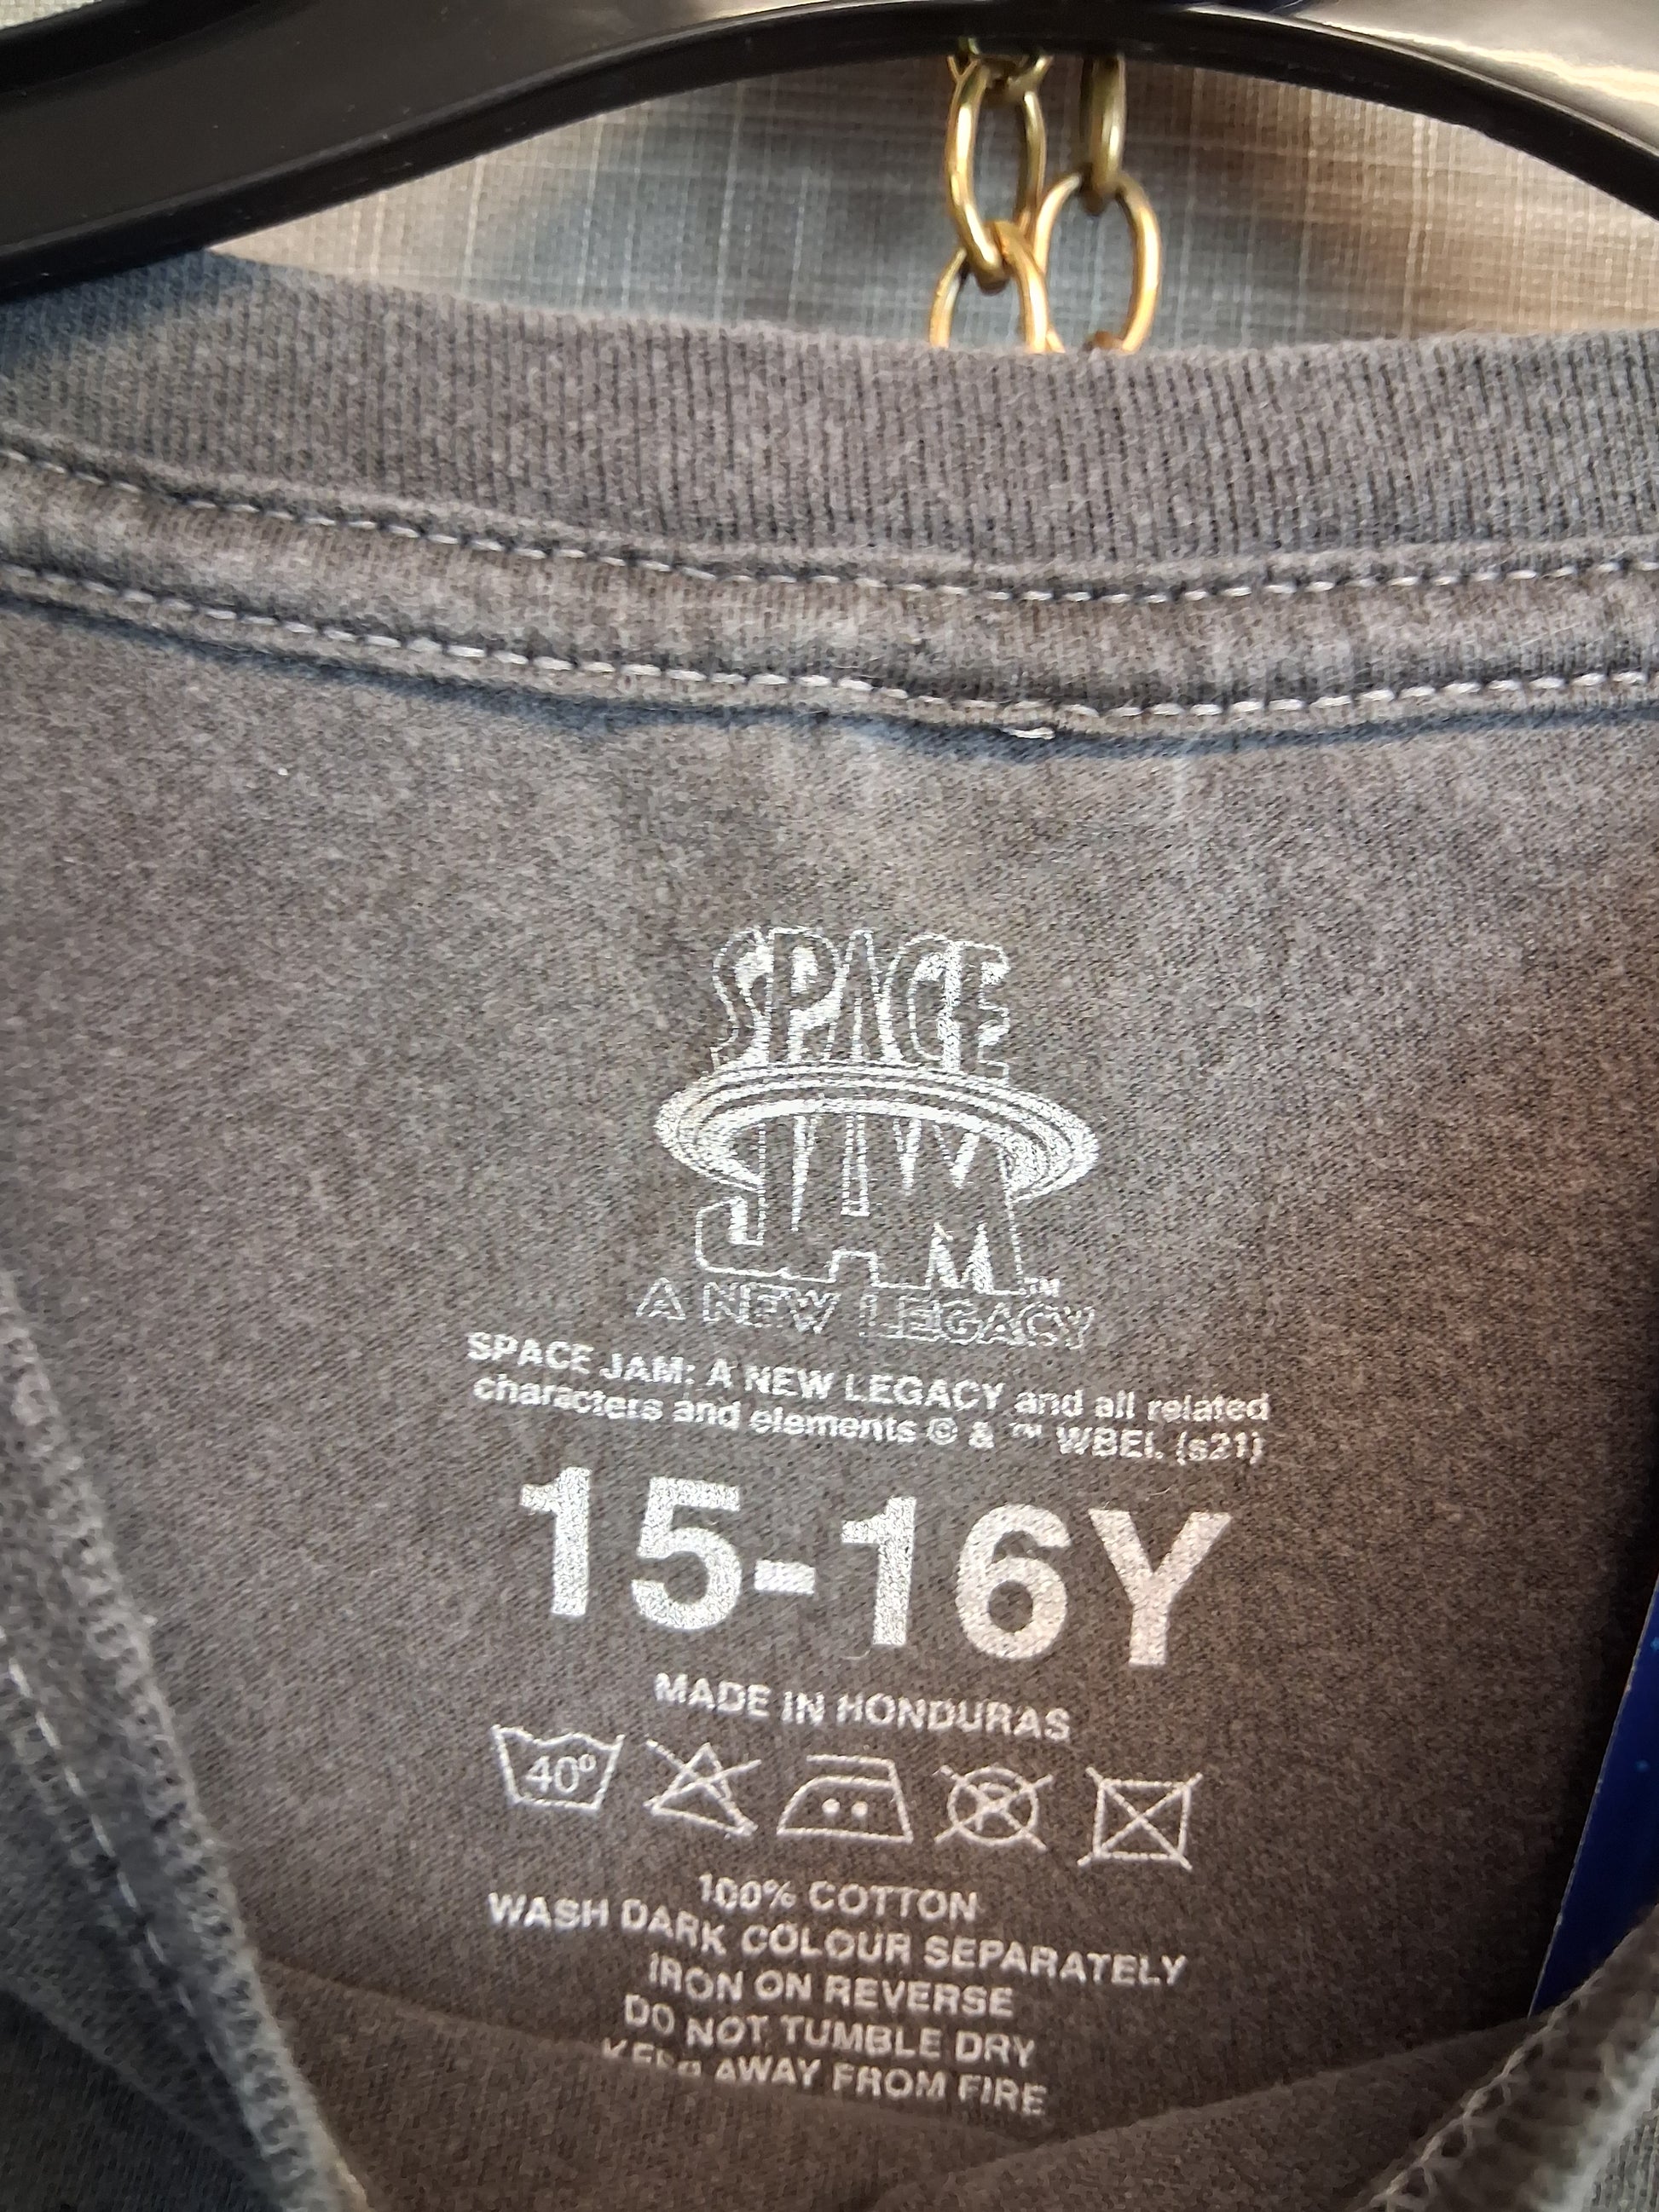 SPACE
JAM™
A NEW LEGACY
SPACE JAM: A NEW LEGACY and all related
characters and elements © & ™ WBEI. (s21)
15-16Y
MADE IN HONDURAS
40°
100% COTTON
WASH DARK COLOUR SEPARATELY
IRON ON REVERSE
DO NOT TUMBLE DRY
KEEP AWAY FROM FIRE